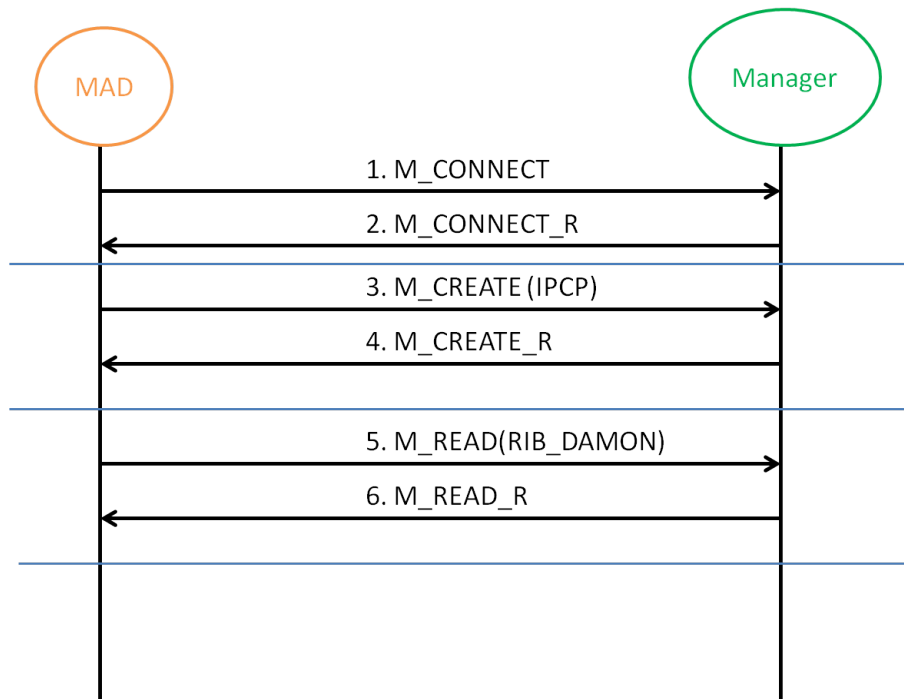 MAD
Manager
1. M_CONNECT
2. M_CONNECT_R
3. M_CREATE (IPCP)
4. M_CREATE_R
5. M_READ(RIB_DAMON)
6. M_READ_R